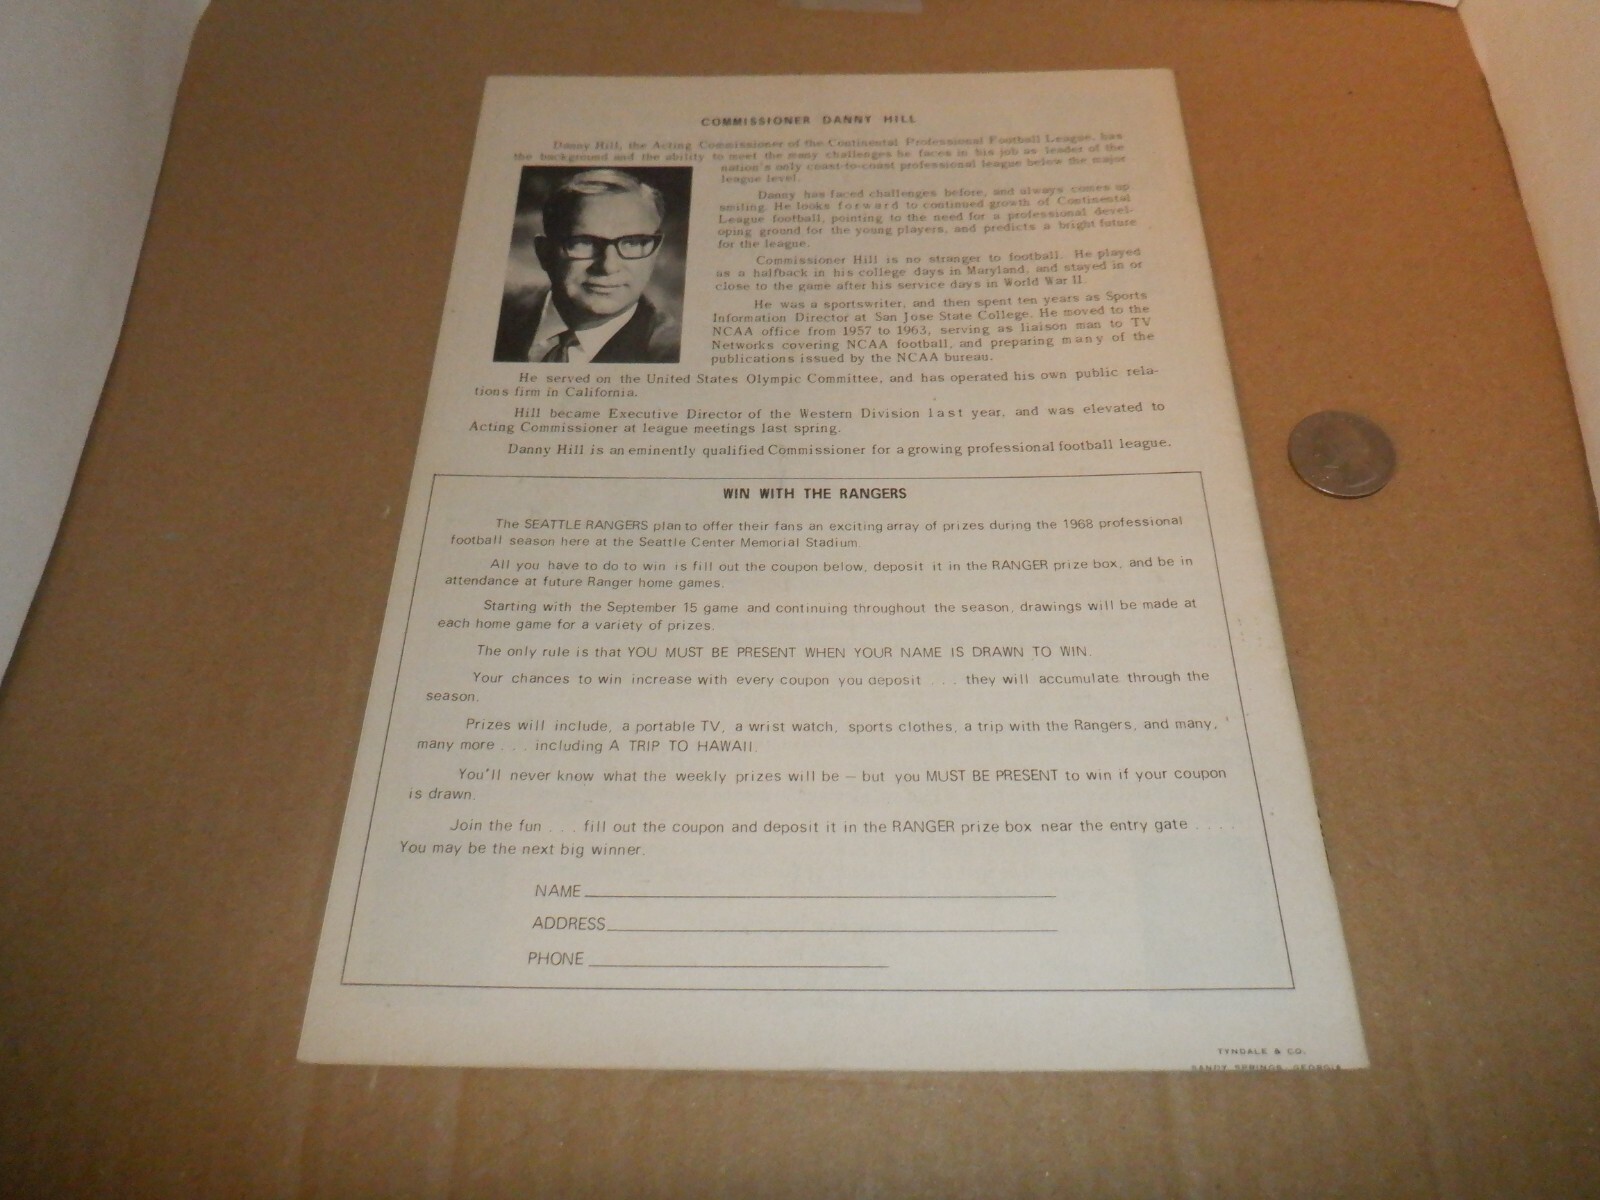 COMMISSIONER DANNY HILL
Danny Hill, the Acting Commissioner of the Continental Professional Football League, has
the background and the ability to meet the many challenges he faces in his job as leader of the
nation's only coast-to-coast professional league below the major
league level.
Danny has faced challenges before, and always comes up
smiling. He looks forward to continued growth of Continental
League football, pointing to the need for a professional devel-
oping ground for the young players, and predicts a bright future
for the league.
Commissioner Hill is no stranger to football. He played
as a halfback in his college days in Maryland, and stayed in or
close to the game after his service days in World War II.
He was a sportswriter, and then spent ten years as Sports
Information Director at San Jose State College. He moved to the
NCAA office from 1957 to 1963, serving as liaison man to TV
Networks covering NCAA football, and preparing many of the
publications issued by the NCAA bureau.
He served on the United States Olympic Committee, and has operated his own public rela-
tions firm in California.
Hill became Executive Director of the Western Division last year, and was elevated to
Acting Commissioner at league meetings last spring.
Danny Hill is an eminently qualified Commissioner for a growing professional football league.
WIN WITH THE RANGERS
The SEATTLE RANGERS plan to offer their fans an exciting array of prizes during the 1968 professional
football season here at the Seattle Center Memorial Stadium.
All you have to do to win is fill out the coupon below, deposit it in the RANGER prize box, and be in
attendance at future Ranger home games.
Starting with the September 15 game and continuing throughout the season, drawings will be made at
each home game for a variety of prizes.
The only rule is that YOU MUST BE PRESENT WHEN YOUR NAME IS DRAWN TO WIN.
Your chances to win increase with every coupon you deposit . . . they will accumulate through the
season.
Prizes will include, a portable TV, a wrist watch, sports clothes, a trip with the Rangers, and many,
many more . . . including A TRIP TO HAWAII.
You'll never know what the weekly prizes will be — but you MUST BE PRESENT to win if your coupon
is drawn.
Join the fun . . . fill out the coupon and deposit it in the RANGER prize box near the entry gate . . . .
You may be the next big winner.
NAME
ADDRESS
PHONE
TYNDALE & CO.
SANDY SPRINGS, GEORGIA